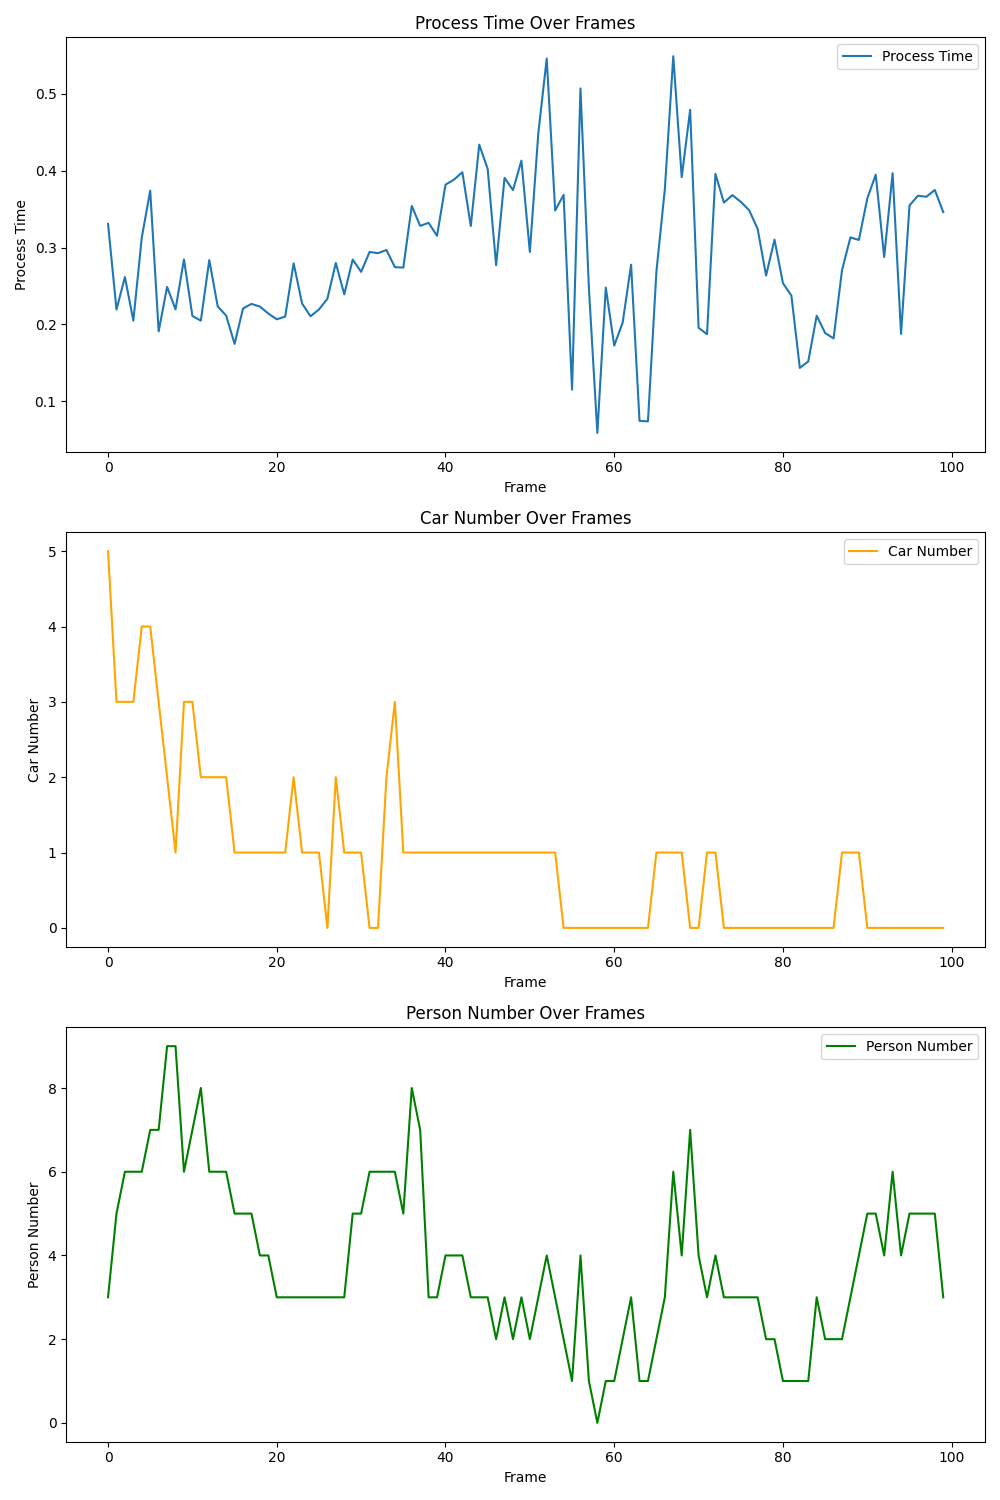 Process Time Over Frames
Process Time
0.5
0.4
0.3
0.2
0.1
Process Time
0 20 40 60 80 100
Frame
Car Number Over Frames
Car Number
5
4
3
2
1
0
Car Number
0 20 40 60 80 100
Frame
Person Number Over Frames
Person Number
8
6
4
2
0
Person Number
0 20 40 60 80 100
Frame